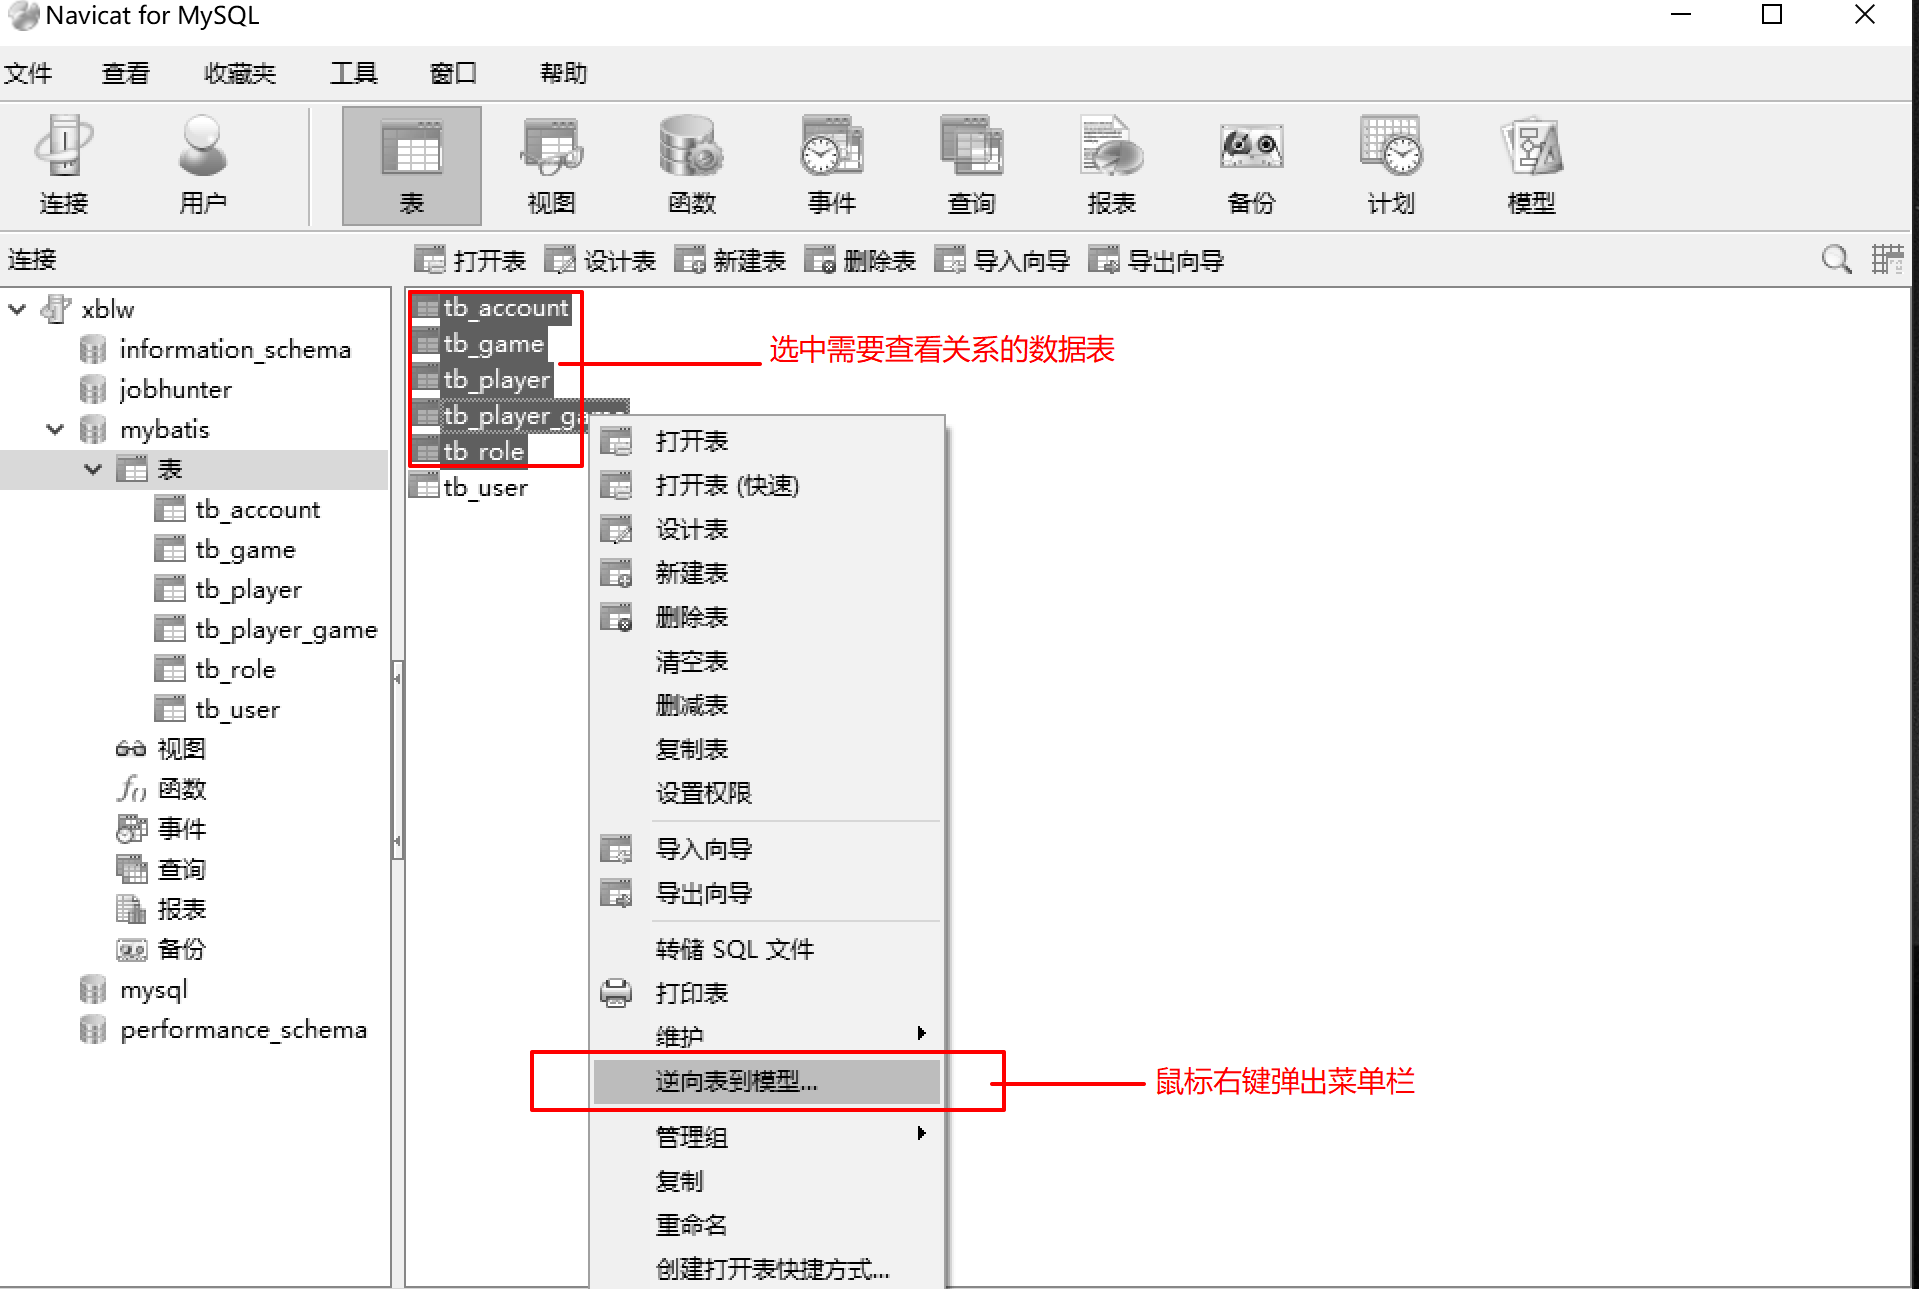 Navicat for MySQL
文件 查看 收藏夹 工具 窗口 帮助
连接 用户 表 视图 函数 事件 查询 报表 备份 计划 模型
连接 打开表 设计表 新建表 删除表 导入向导 导出向导
xblw
information_schema
jobhunter
mybatis
表
tb_account
tb_game
tb_player
tb_player_game
tb_role
tb_user
视图
f()
函数
事件
查询
报表
备份
mysql
performance_schema
tb_account
tb_game
tb_player
tb_player_game
tb_role
tb_user
选中需要查看关系的数据表
打开表
打开表 (快速)
设计表
新建表
删除表
清空表
删减表
复制表
设置权限
导入向导
导出向导
转储 SQL 文件
打印表
维护
逆向表到模型...
鼠标右键弹出菜单栏
管理组
复制
重命名
创建打开表快捷方式...